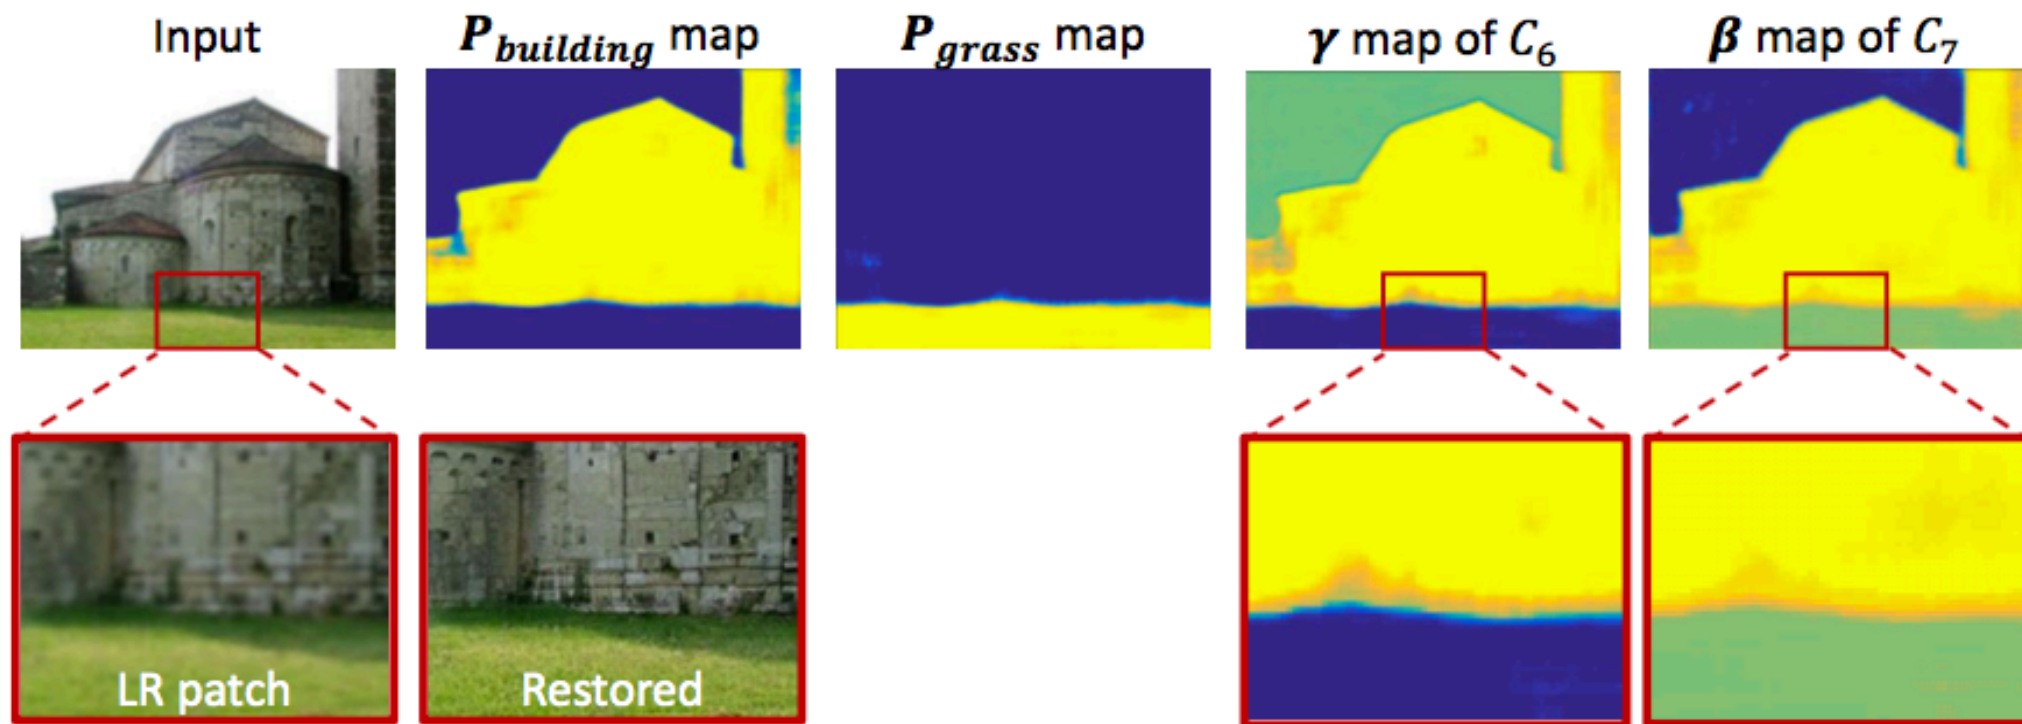 Input
P_building map
P_grass map
γ map of C_6
β map of C_7
LR patch
Restored